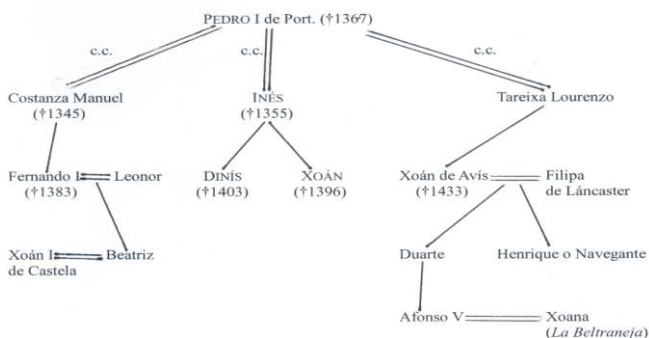 PEDRO I de Port. (†1367)
c.c.
c.c.
c.c.
Costanza Manuel
(†1345)
INÉS
(†1355)
Tareixa Lourenzo
Fernando I
(†1383)
Leonor
DINÍS
(†1403)
XOÁN
(†1396)
Xoán de Avís
(†1433)
Filipa
de Láncaster
Xoán I
de Castela
Beatriz
Duarte
Henrique o Navegante
Afonso V
Xoana
(La Beltraneja)